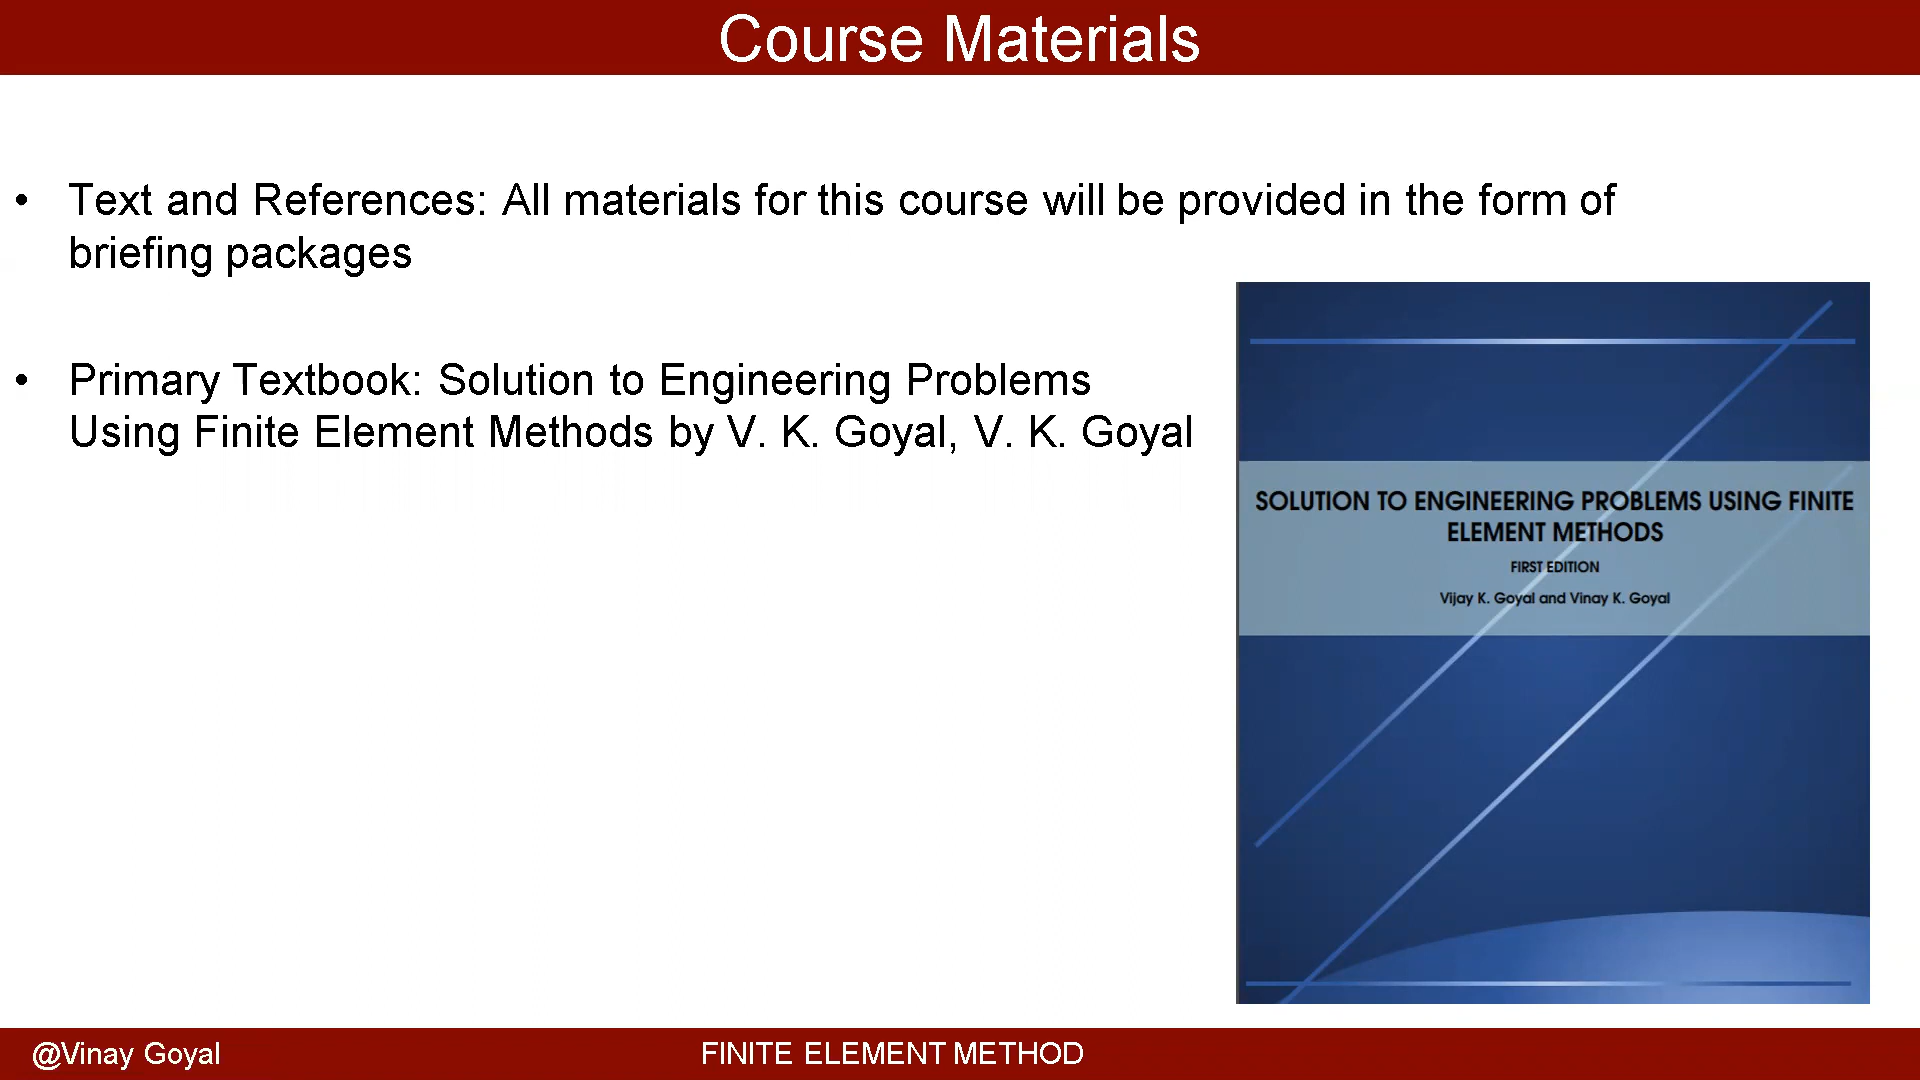 Course Materials
• Text and References: All materials for this course will be provided in the form of
briefing packages
• Primary Textbook: Solution to Engineering Problems
Using Finite Element Methods by V. K. Goyal, V. K. Goyal
SOLUTION TO ENGINEERING PROBLEMS USING FINITE
ELEMENT METHODS
FIRST EDITION
Vijay K. Goyal and Vinay K. Goyal
@Vinay Goyal
FINITE ELEMENT METHOD